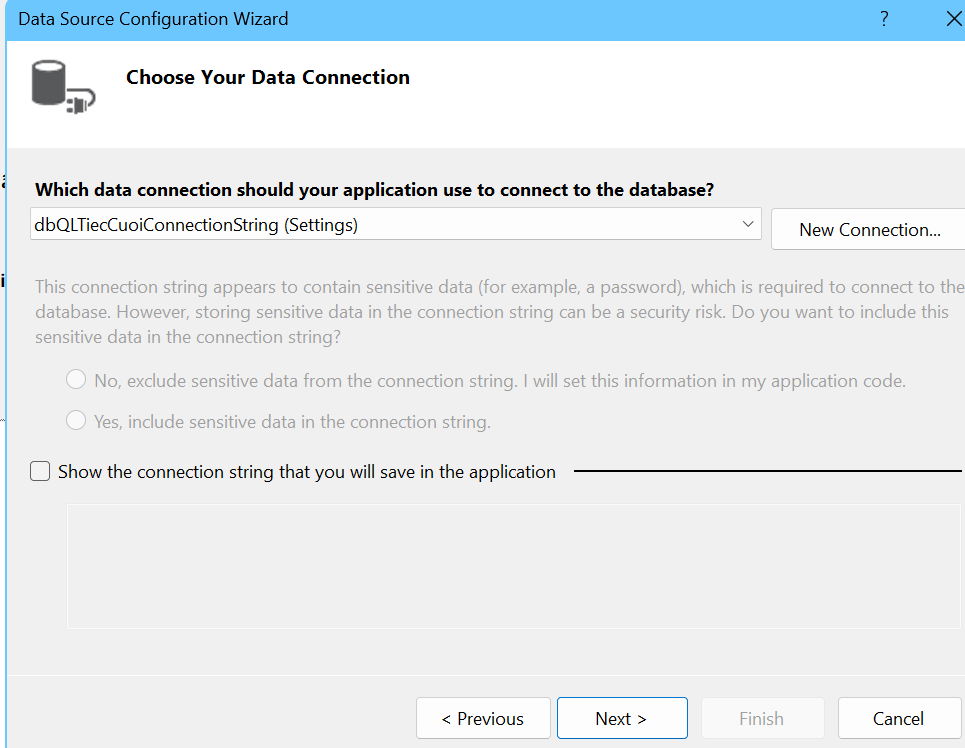 Data Source Configuration Wizard
?
Choose Your Data Connection
Which data connection should your application use to connect to the database?
dbQLTiecCuoiConnectionString (Settings)
New Connection...
This connection string appears to contain sensitive data (for example, a password), which is required to connect to the
database. However, storing sensitive data in the connection string can be a security risk. Do you want to include this
sensitive data in the connection string?
No, exclude sensitive data from the connection string. I will set this information in my application code.
Yes, include sensitive data in the connection string.
Show the connection string that you will save in the application
< Previous
Next >
Finish
Cancel